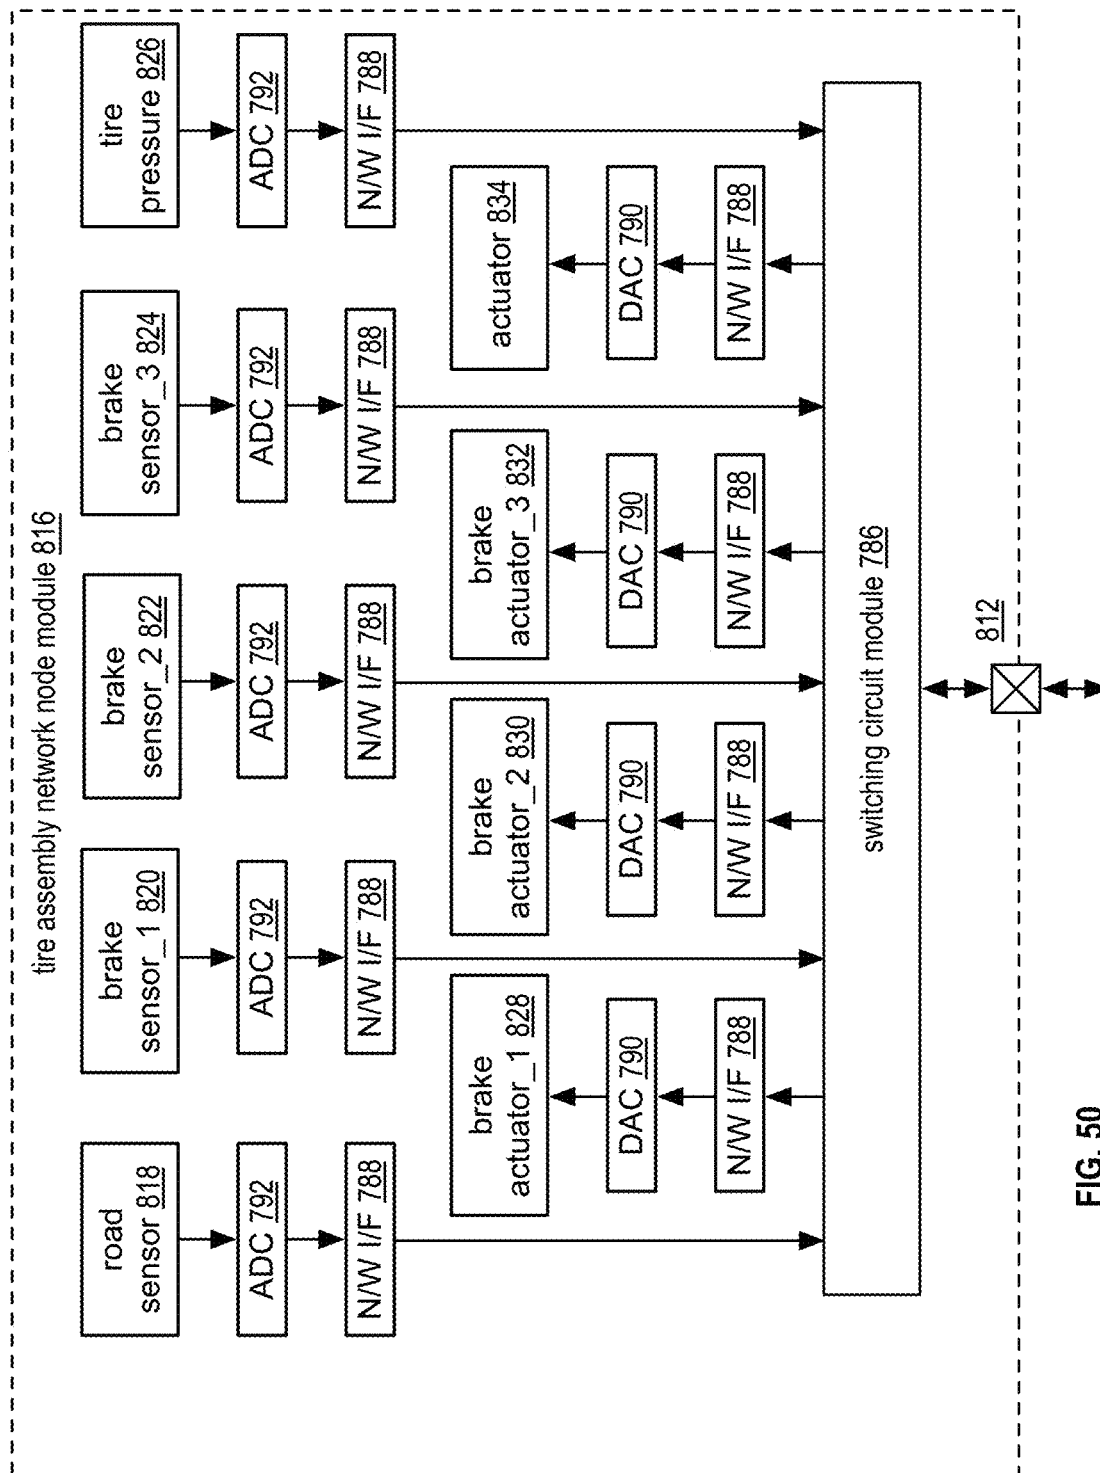 tire assembly network node module 816
road
sensor 818
brake
sensor_1 820
brake
sensor_2 822
brake
sensor_3 824
tire
pressure 826
ADC 792
ADC 792
ADC 792
ADC 792
ADC 792
N/W I/F 788
N/W I/F 788
N/W I/F 788
N/W I/F 788
N/W I/F 788
brake
actuator_1 828
brake
actuator_2 830
brake
actuator_3 832
actuator 834
DAC 790
DAC 790
DAC 790
DAC 790
N/W I/F 788
N/W I/F 788
N/W I/F 788
N/W I/F 788
switching circuit module 786
812
FIG. 50